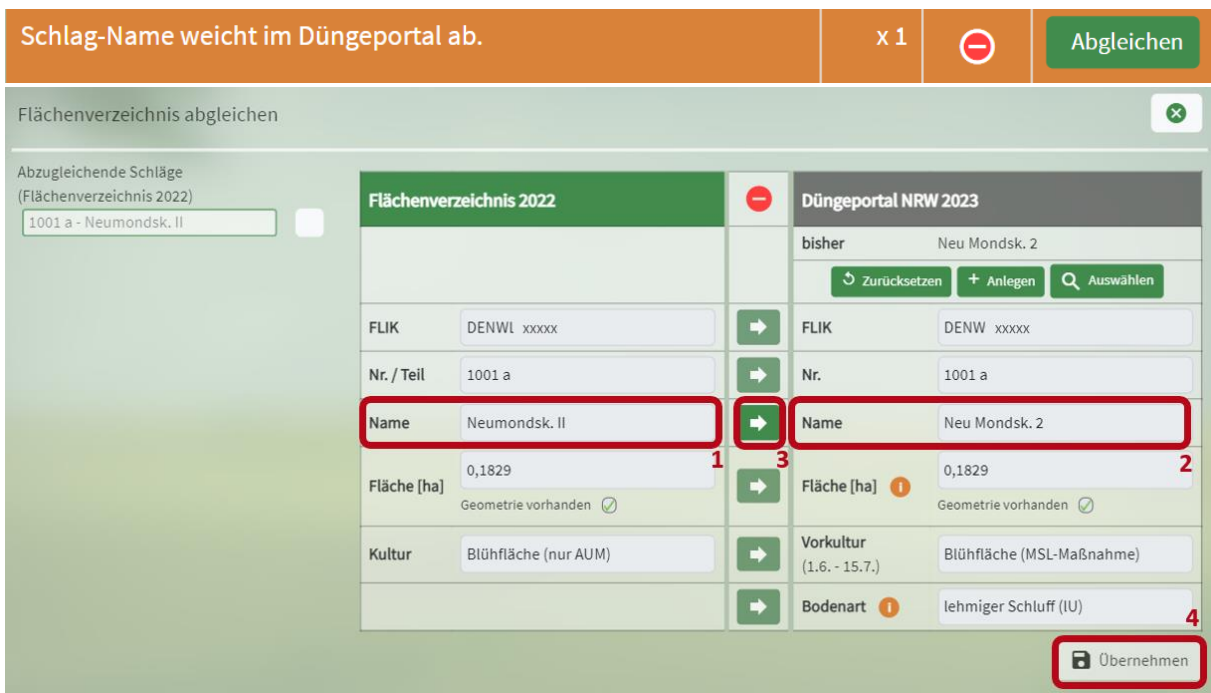 Schlag-Name weicht im Düngeportal ab. x 1 Abgleichen
Flächenverzeichnis abgleichen
Abzugleichende Schläge
(Flächenverzeichnis 2022)
1001 a - Neumondsk. II
Flächenverzeichnis 2022 Düngeportal NRW 2023
bisher Neu Mondsk. 2
Zurücksetzen + Anlegen Auswählen
FLIK DENWL xxxxx FLIK DENW xxxxx
Nr. / Teil 1001 a Nr. 1001 a
Name Neumondsk. II Name Neu Mondsk. 2
1 3 2
Fläche [ha] 0,1829 Fläche [ha] i 0,1829
Geometrie vorhanden Geometrie vorhanden
Kultur Blühfläche (nur AUM) Vorkultur Blühfläche (MSL-Maßnahme)
(1.6. - 15.7.)
Bodenart i lehmiger Schluff (lU)
4
Übernehmen